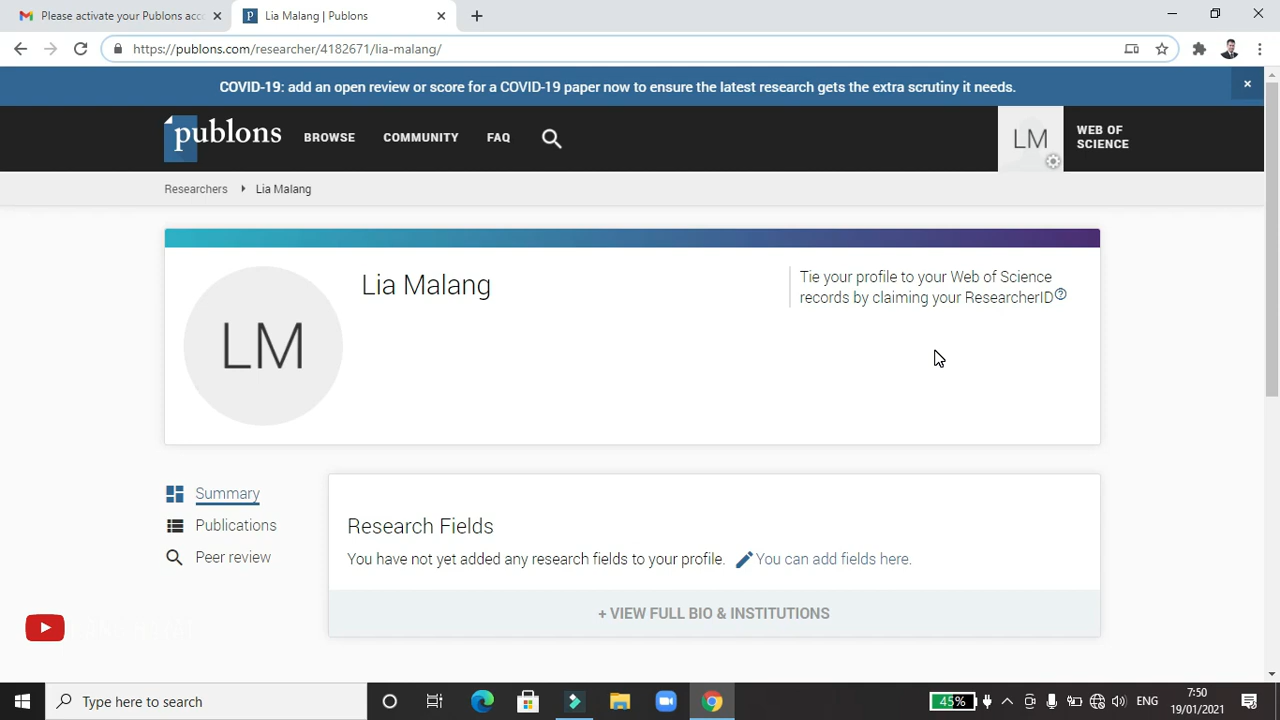 Please activate your Publons acc
Lia Malang | Publons
https://publons.com/researcher/4182671/lia-malang/
COVID-19: add an open review or score for a COVID-19 paper now to ensure the latest research gets the extra scrutiny it needs.
publons
BROWSE
COMMUNITY
FAQ
LM
WEB OF
SCIENCE
Researchers
Lia Malang
LM
Lia Malang
Tie your profile to your Web of Science
records by claiming your ResearcherID
Summary
Publications
Peer review
Research Fields
You have not yet added any research fields to your profile. You can add fields here.
+ VIEW FULL BIO & INSTITUTIONS
Type here to search
45%
ENG
7:50
19/01/2021